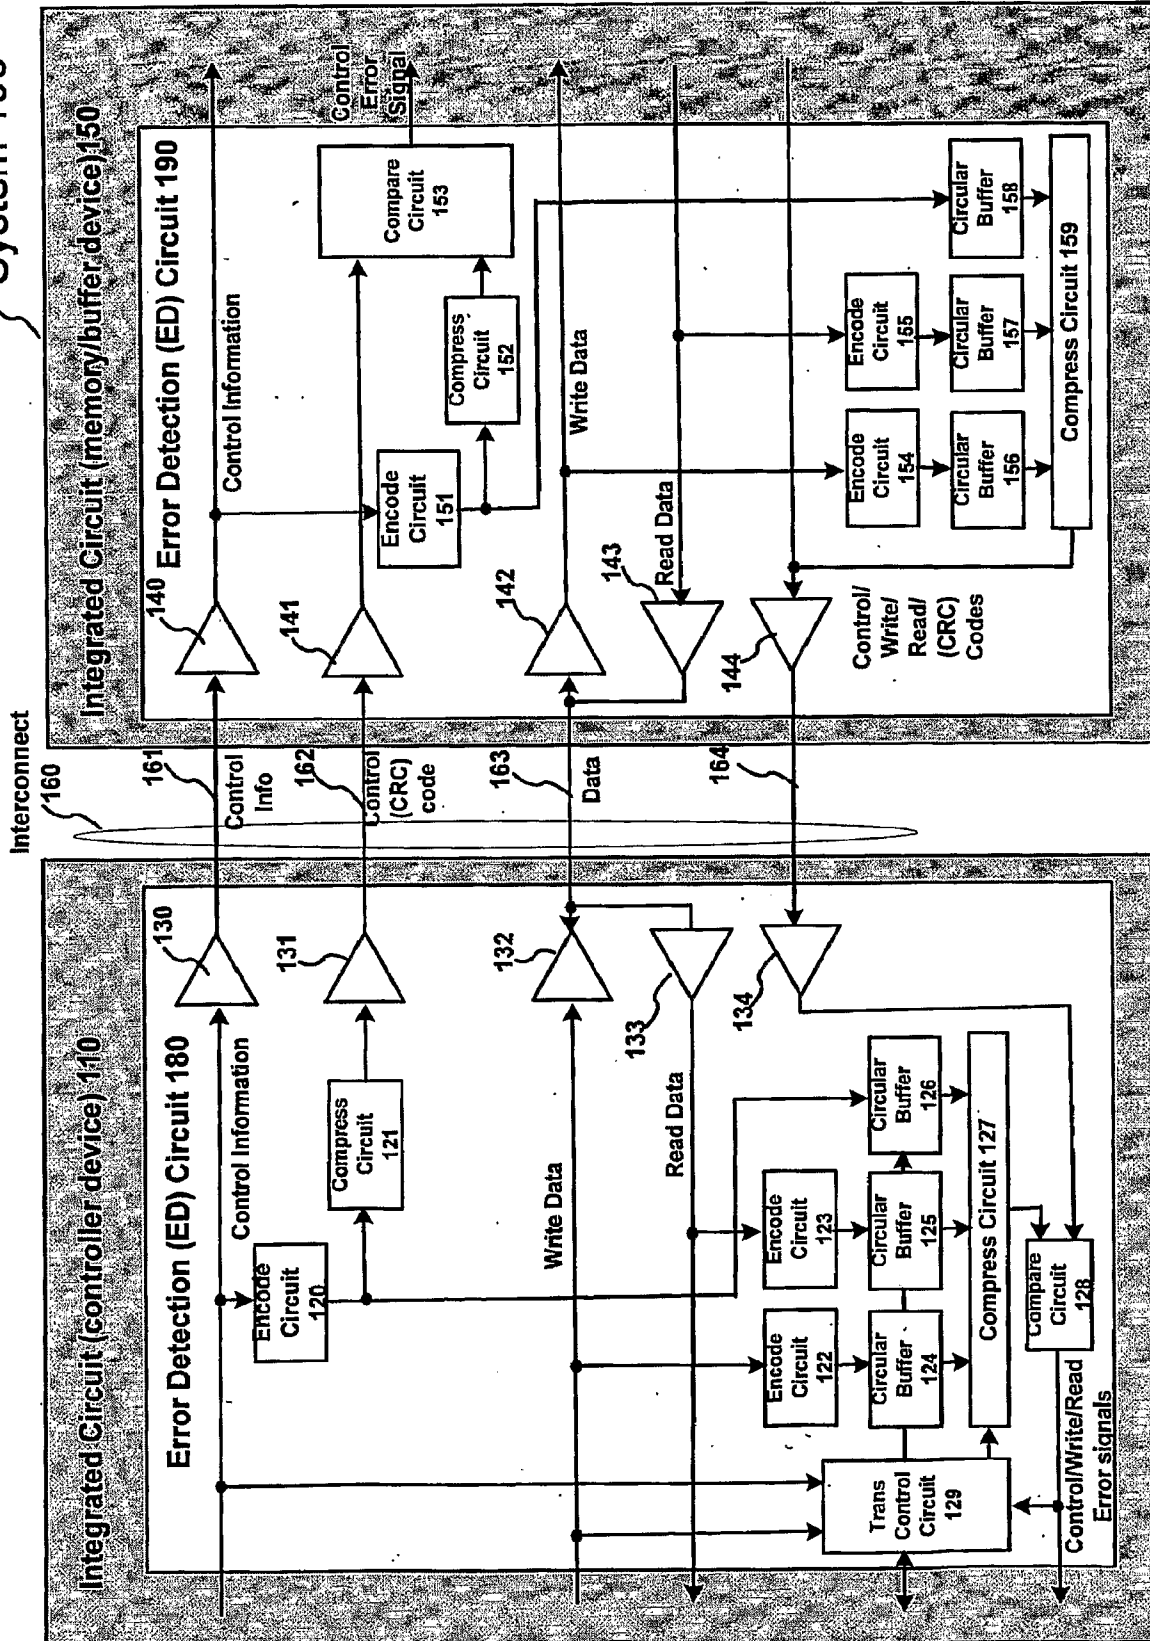 System 100
Interconnect
160
Integrated Circuit (controller device) 110
Error Detection (ED) Circuit 180
Control Information
130
Encode
Circuit
120
Compress
Circuit
121
131
Write Data
132
Read Data
133
134
Encode
Circuit
122
Encode
Circuit
123
Circular
Buffer
124
Circular
Buffer
125
Circular
Buffer
126
Compress Circuit 127
Compare
Circuit
128
Trans
Control
Circuit
129
Control/Write/Read
Error signals
161
Control
Info
162
Control
(CRC)
code
163
Data
164
Integrated Circuit (memory/buffer device) 150
Error Detection (ED) Circuit 190
140
Control Information
141
Encode
Circuit
151
Compress
Circuit
152
Compare
Circuit
153
Control
Error
Signal
142
Write Data
143
Read Data
144
Control/
Write/
Read/
(CRC)
Codes
Encode
Circuit
154
Encode
Circuit
155
Circular
Buffer
156
Circular
Buffer
157
Circular
Buffer
158
Compress Circuit 159